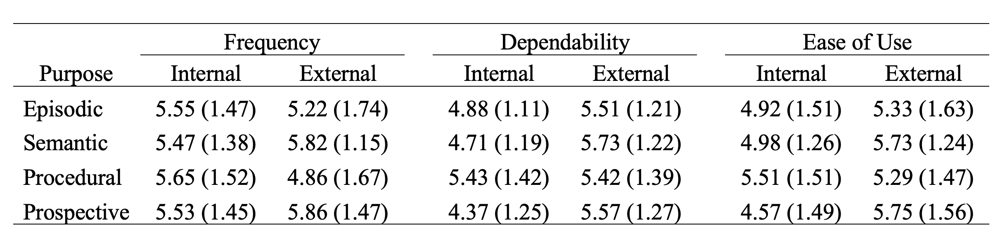 Frequency Dependability Ease of Use
Purpose Internal External Internal External Internal External
Episodic 5.55 (1.47) 5.22 (1.74) 4.88 (1.11) 5.51 (1.21) 4.92 (1.51) 5.33 (1.63)
Semantic 5.47 (1.38) 5.82 (1.15) 4.71 (1.19) 5.73 (1.22) 4.98 (1.26) 5.73 (1.24)
Procedural 5.65 (1.52) 4.86 (1.67) 5.43 (1.42) 5.42 (1.39) 5.51 (1.51) 5.29 (1.47)
Prospective 5.53 (1.45) 5.86 (1.47) 4.37 (1.25) 5.57 (1.27) 4.57 (1.49) 5.75 (1.56)